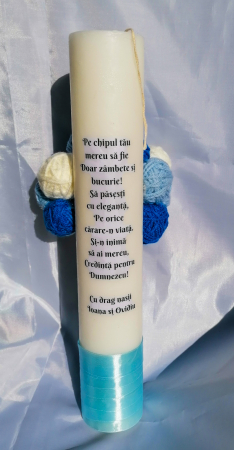 Pe chipul tău
mereu să fie
Doar zâmbete și
bucurie!
Să pășești
cu eleganță,
Pe orice
cărare-n viață.
Și-n inimă
să ai mereu,
Credință pentru
Dumnezeu!
Cu drag nașii
Ioana și Ovidiu